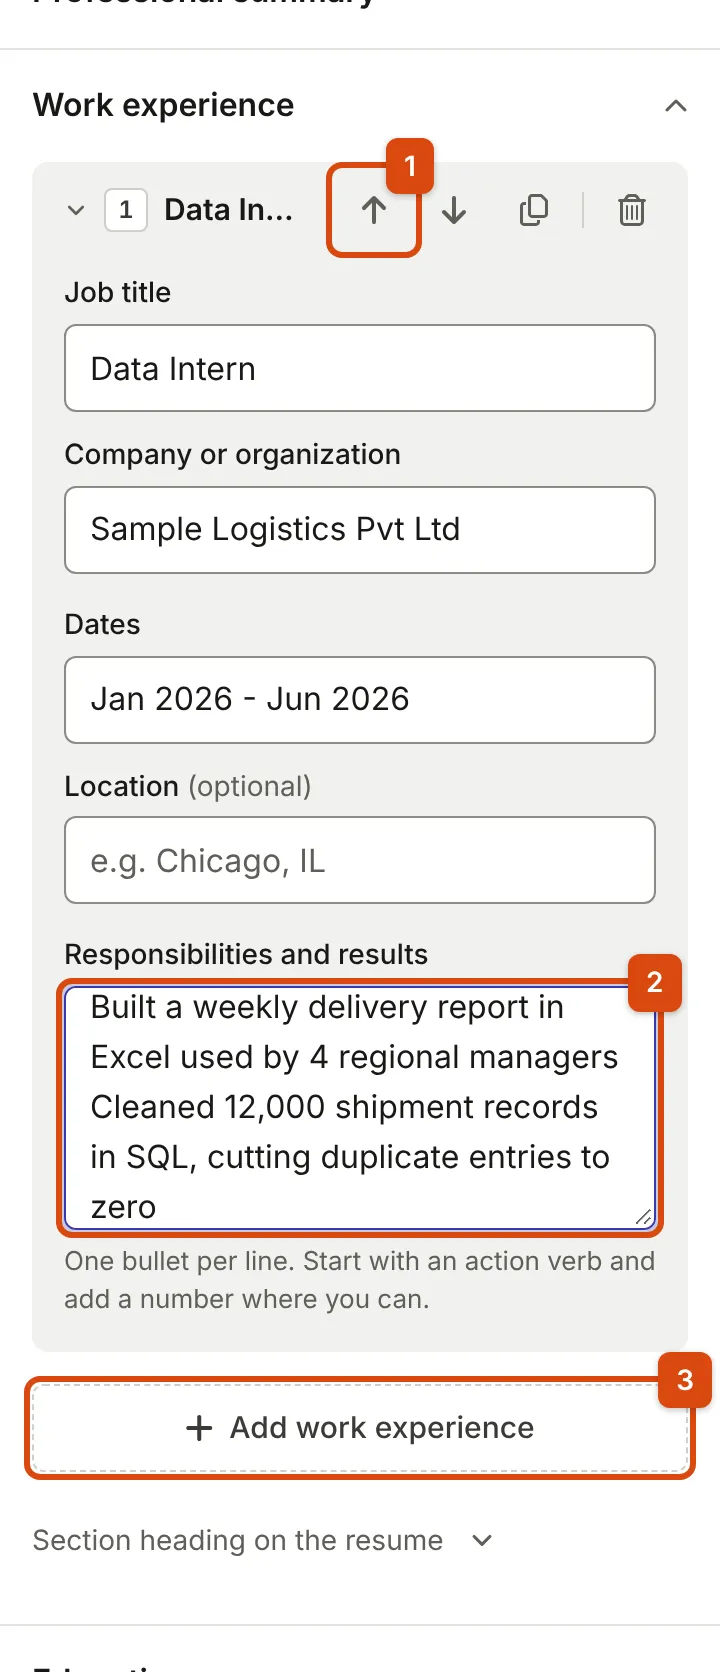 Professional summary
Work experience
1
1 Data In...
Job title
Data Intern
Company or organization
Sample Logistics Pvt Ltd
Dates
Jan 2026 - Jun 2026
Location (optional)
e.g. Chicago, IL
Responsibilities and results
2
Built a weekly delivery report in
Excel used by 4 regional managers
Cleaned 12,000 shipment records
in SQL, cutting duplicate entries to
zero
One bullet per line. Start with an action verb and
add a number where you can.
3
+ Add work experience
Section heading on the resume